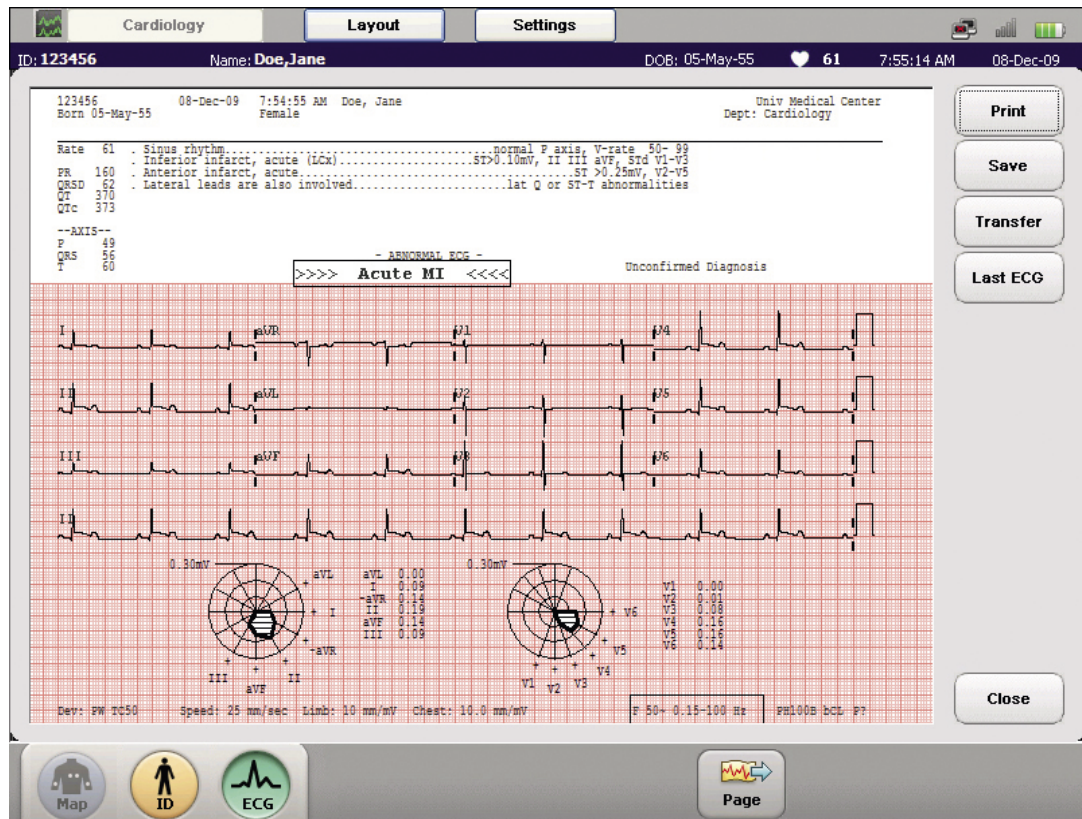 Cardiology Layout Settings
ID: 123456 Name: Doe,Jane DOB: 05-May-55 61 7:55:14 AM 08-Dec-09
123456 08-Dec-09 7:54:55 AM Doe, Jane Univ Medical Center
Born 05-May-55 Female Dept: Cardiology
Rate 61 . Sinus rhythm......................................normal P axis, V-rate 50- 99
. Inferior infarct, acute (LCx)...................ST>0.10mV, II III aVF, STd V1-V3
PR 160 . Anterior infarct, acute.......................................ST >0.25mV, V2-V5
QRSD 62 . Lateral leads are also involved......................lat Q or ST-T abnormalities
QT 370
QTc 373
--AXIS--
P 49
QRS 56 - ABNORMAL ECG -
T 60 Unconfirmed Diagnosis
>>>> Acute MI <<<<
I aVR V1 V4
II aVL V2 V5
III aVF V3 V6
II
0.30mV
aVL
I
-aVR
II
aVF
III
aVL 0.00
I 0.09
-aVR 0.14
II 0.19
aVF 0.14
III 0.09
0.30mV
V6
V5
V4
V3
V2
V1
V1 0.00
V2 0.01
V3 0.08
V4 0.16
V5 0.16
V6 0.14
Dev: PW TC50 Speed: 25 mm/sec Limb: 10 mm/mV Chest: 10.0 mm/mV F 50~ 0.15-100 Hz PH100B bCL P?
Print
Save
Transfer
Last ECG
Close
Map ID ECG Page